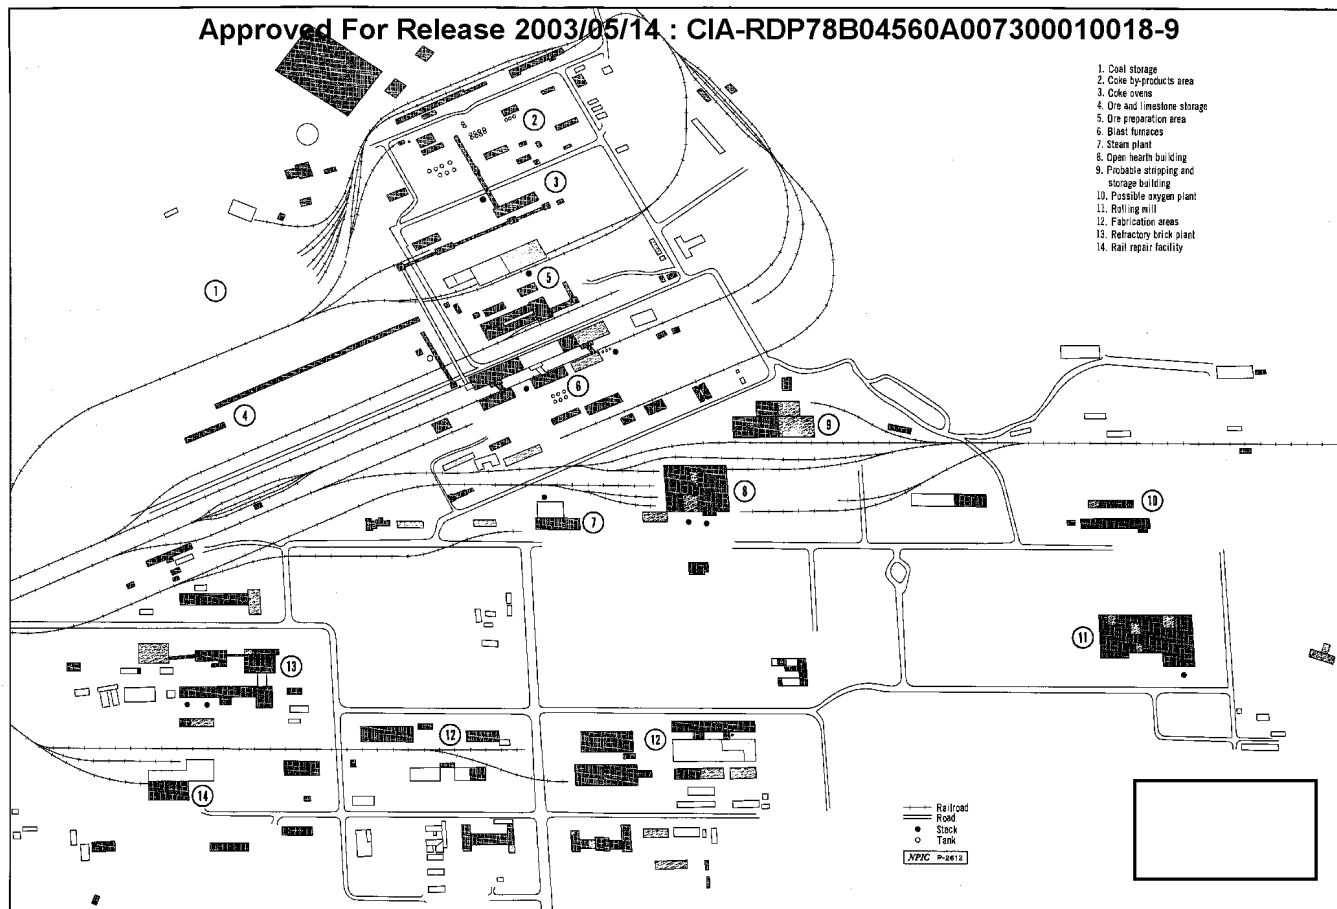 Approved For Release 2003/05/14 : CIA-RDP78B04560A007300010018-9
1. Coal storage
2. Coke by-products area
3. Coke ovens
4. Ore and limestone storage
5. Ore preparation area
6. Blast furnaces
7. Steam plant
8. Open hearth building
9. Probable stripping and
storage building
10. Possible oxygen plant
11. Rolling mill
12. Fabrication areas
13. Refractory brick plant
14. Rail repair facility
2
3
5
1
6
4
9
8
10
7
11
13
12
12
14
Railroad
Road
Stack
Tank
NPIC P-2612